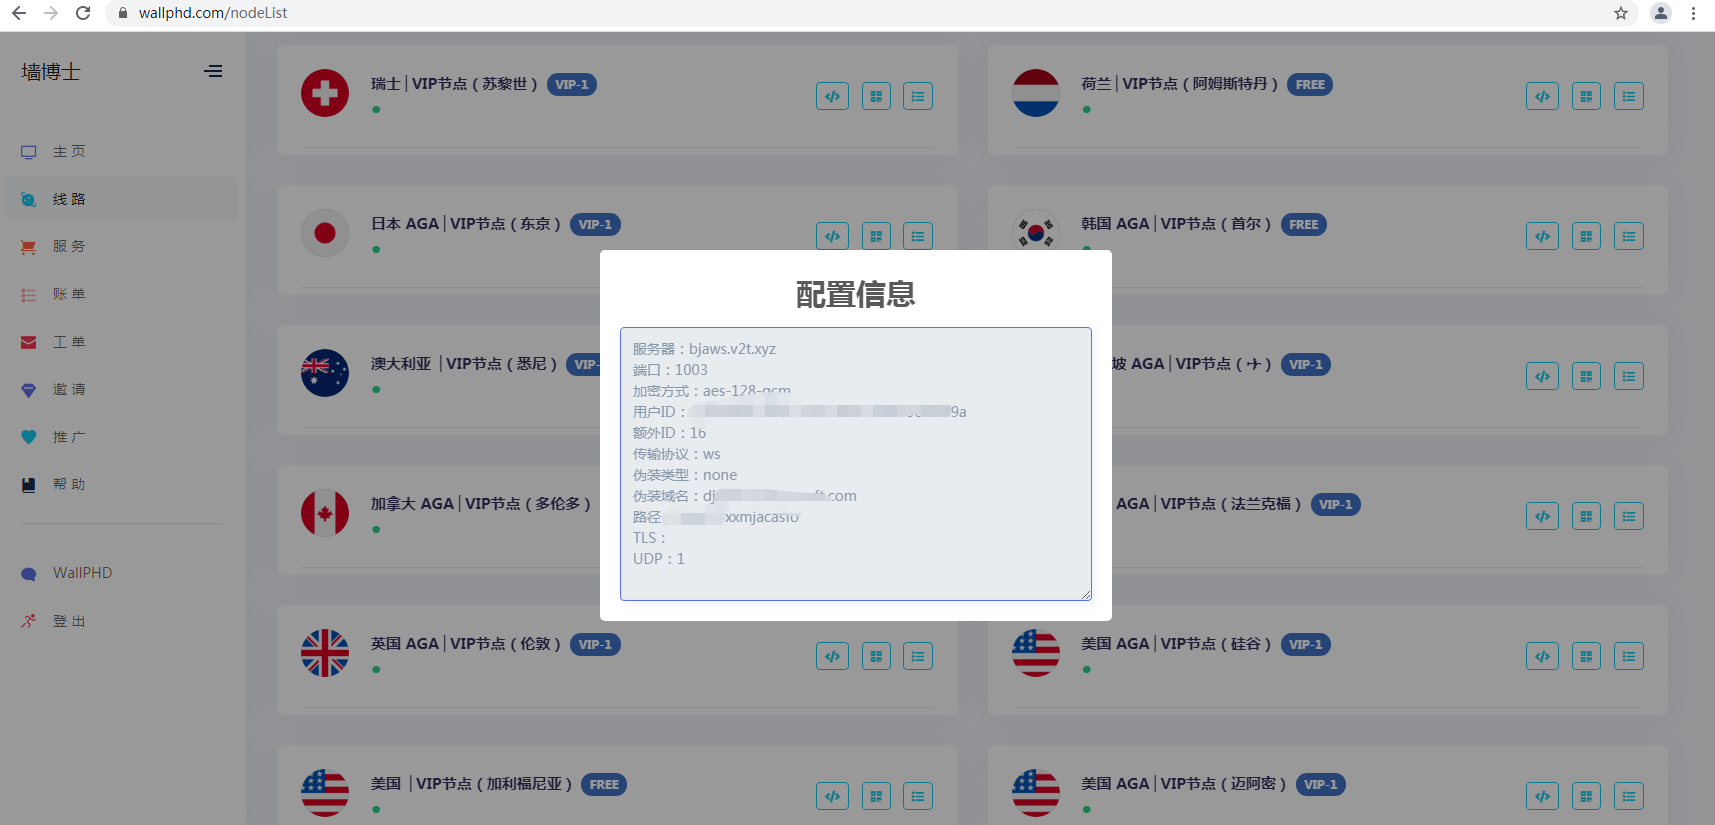 wallphd.com/nodeList
墙博士
主 页
线 路
服 务
账 单
工 单
邀 请
推 广
帮 助
WallPHD
登 出
瑞士│VIP节点（苏黎世） VIP-1
荷兰│VIP节点（阿姆斯特丹） FREE
日本 AGA│VIP节点（东京） VIP-1
韩国 AGA│VIP节点（首尔） FREE
澳大利亚 │VIP节点（悉尼） VIP-
坡 AGA│VIP节点（✈） VIP-1
加拿大 AGA│VIP节点（多伦多）
AGA│VIP节点（法兰克福） VIP-1
英国 AGA│VIP节点（伦敦） VIP-1
美国 AGA│VIP节点（硅谷） VIP-1
美国 │VIP节点（加利福尼亚） FREE
美国 AGA│VIP节点（迈阿密） VIP-1
配置信息
服务器：bjaws.v2t.xyz
端口：1003
加密方式：aes-128-gcm
用户ID：9a
额外ID：16
传输协议：ws
伪装类型：none
伪装域名：dj ft.com
路径 xxmjacasfo
TLS：
UDP：1